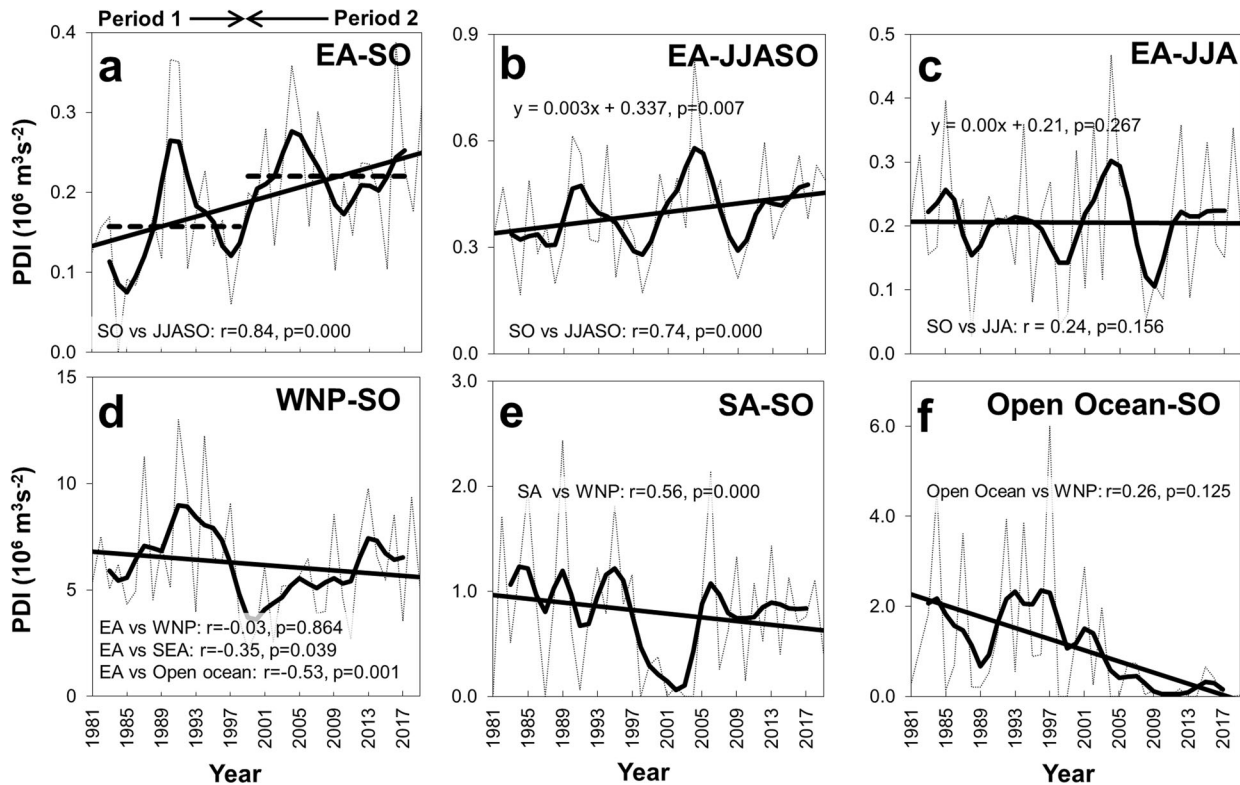 Period 1 Period 2
a EA-SO
PDI (10⁶ m³s⁻²)
0.4
0.3
0.2
0.1
0.0
SO vs JJASO: r=0.84, p=0.000
b EA-JJASO
y = 0.003x + 0.337, p=0.007
0.9
0.6
0.3
0.0
SO vs JJASO: r=0.74, p=0.000
c EA-JJA
y = 0.00x + 0.21, p=0.267
0.5
0.4
0.3
0.2
0.1
0.0
SO vs JJA: r = 0.24, p=0.156
d WNP-SO
PDI (10⁶ m³s⁻²)
15
10
5
0
EA vs WNP: r=-0.03, p=0.864
EA vs SEA: r=-0.35, p=0.039
EA vs Open ocean: r=-0.53, p=0.001
1981 1985 1989 1993 1997 2001 2005 2009 2013 2017
Year
e SA-SO
SA vs WNP: r=0.56, p=0.000
3.0
2.0
1.0
0.0
1981 1985 1989 1993 1997 2001 2005 2009 2013 2017
Year
f Open Ocean-SO
Open Ocean vs WNP: r=0.26, p=0.125
6.0
4.0
2.0
0.0
1981 1985 1989 1993 1997 2001 2005 2009 2013 2017
Year